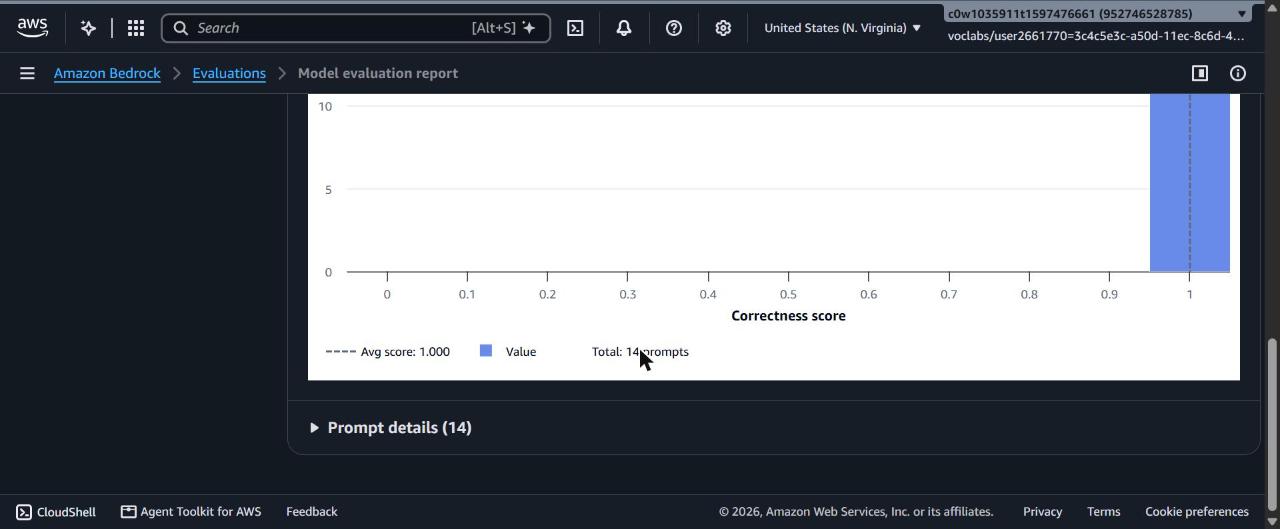 aws
Search
[Alt+S]
United States (N. Virginia)
c0w1035911t1597476661 (952746528785)
voclabs/user2661770=3c4c5e3c-a50d-11ec-8c6d-4...
Amazon Bedrock
Evaluations
Model evaluation report
10
5
0
0 0.1 0.2 0.3 0.4 0.5 0.6 0.7 0.8 0.9 1
Correctness score
Avg score: 1.000 Value Total: 14 prompts
Prompt details (14)
CloudShell Agent Toolkit for AWS Feedback © 2026, Amazon Web Services, Inc. or its affiliates. Privacy Terms Cookie preferences